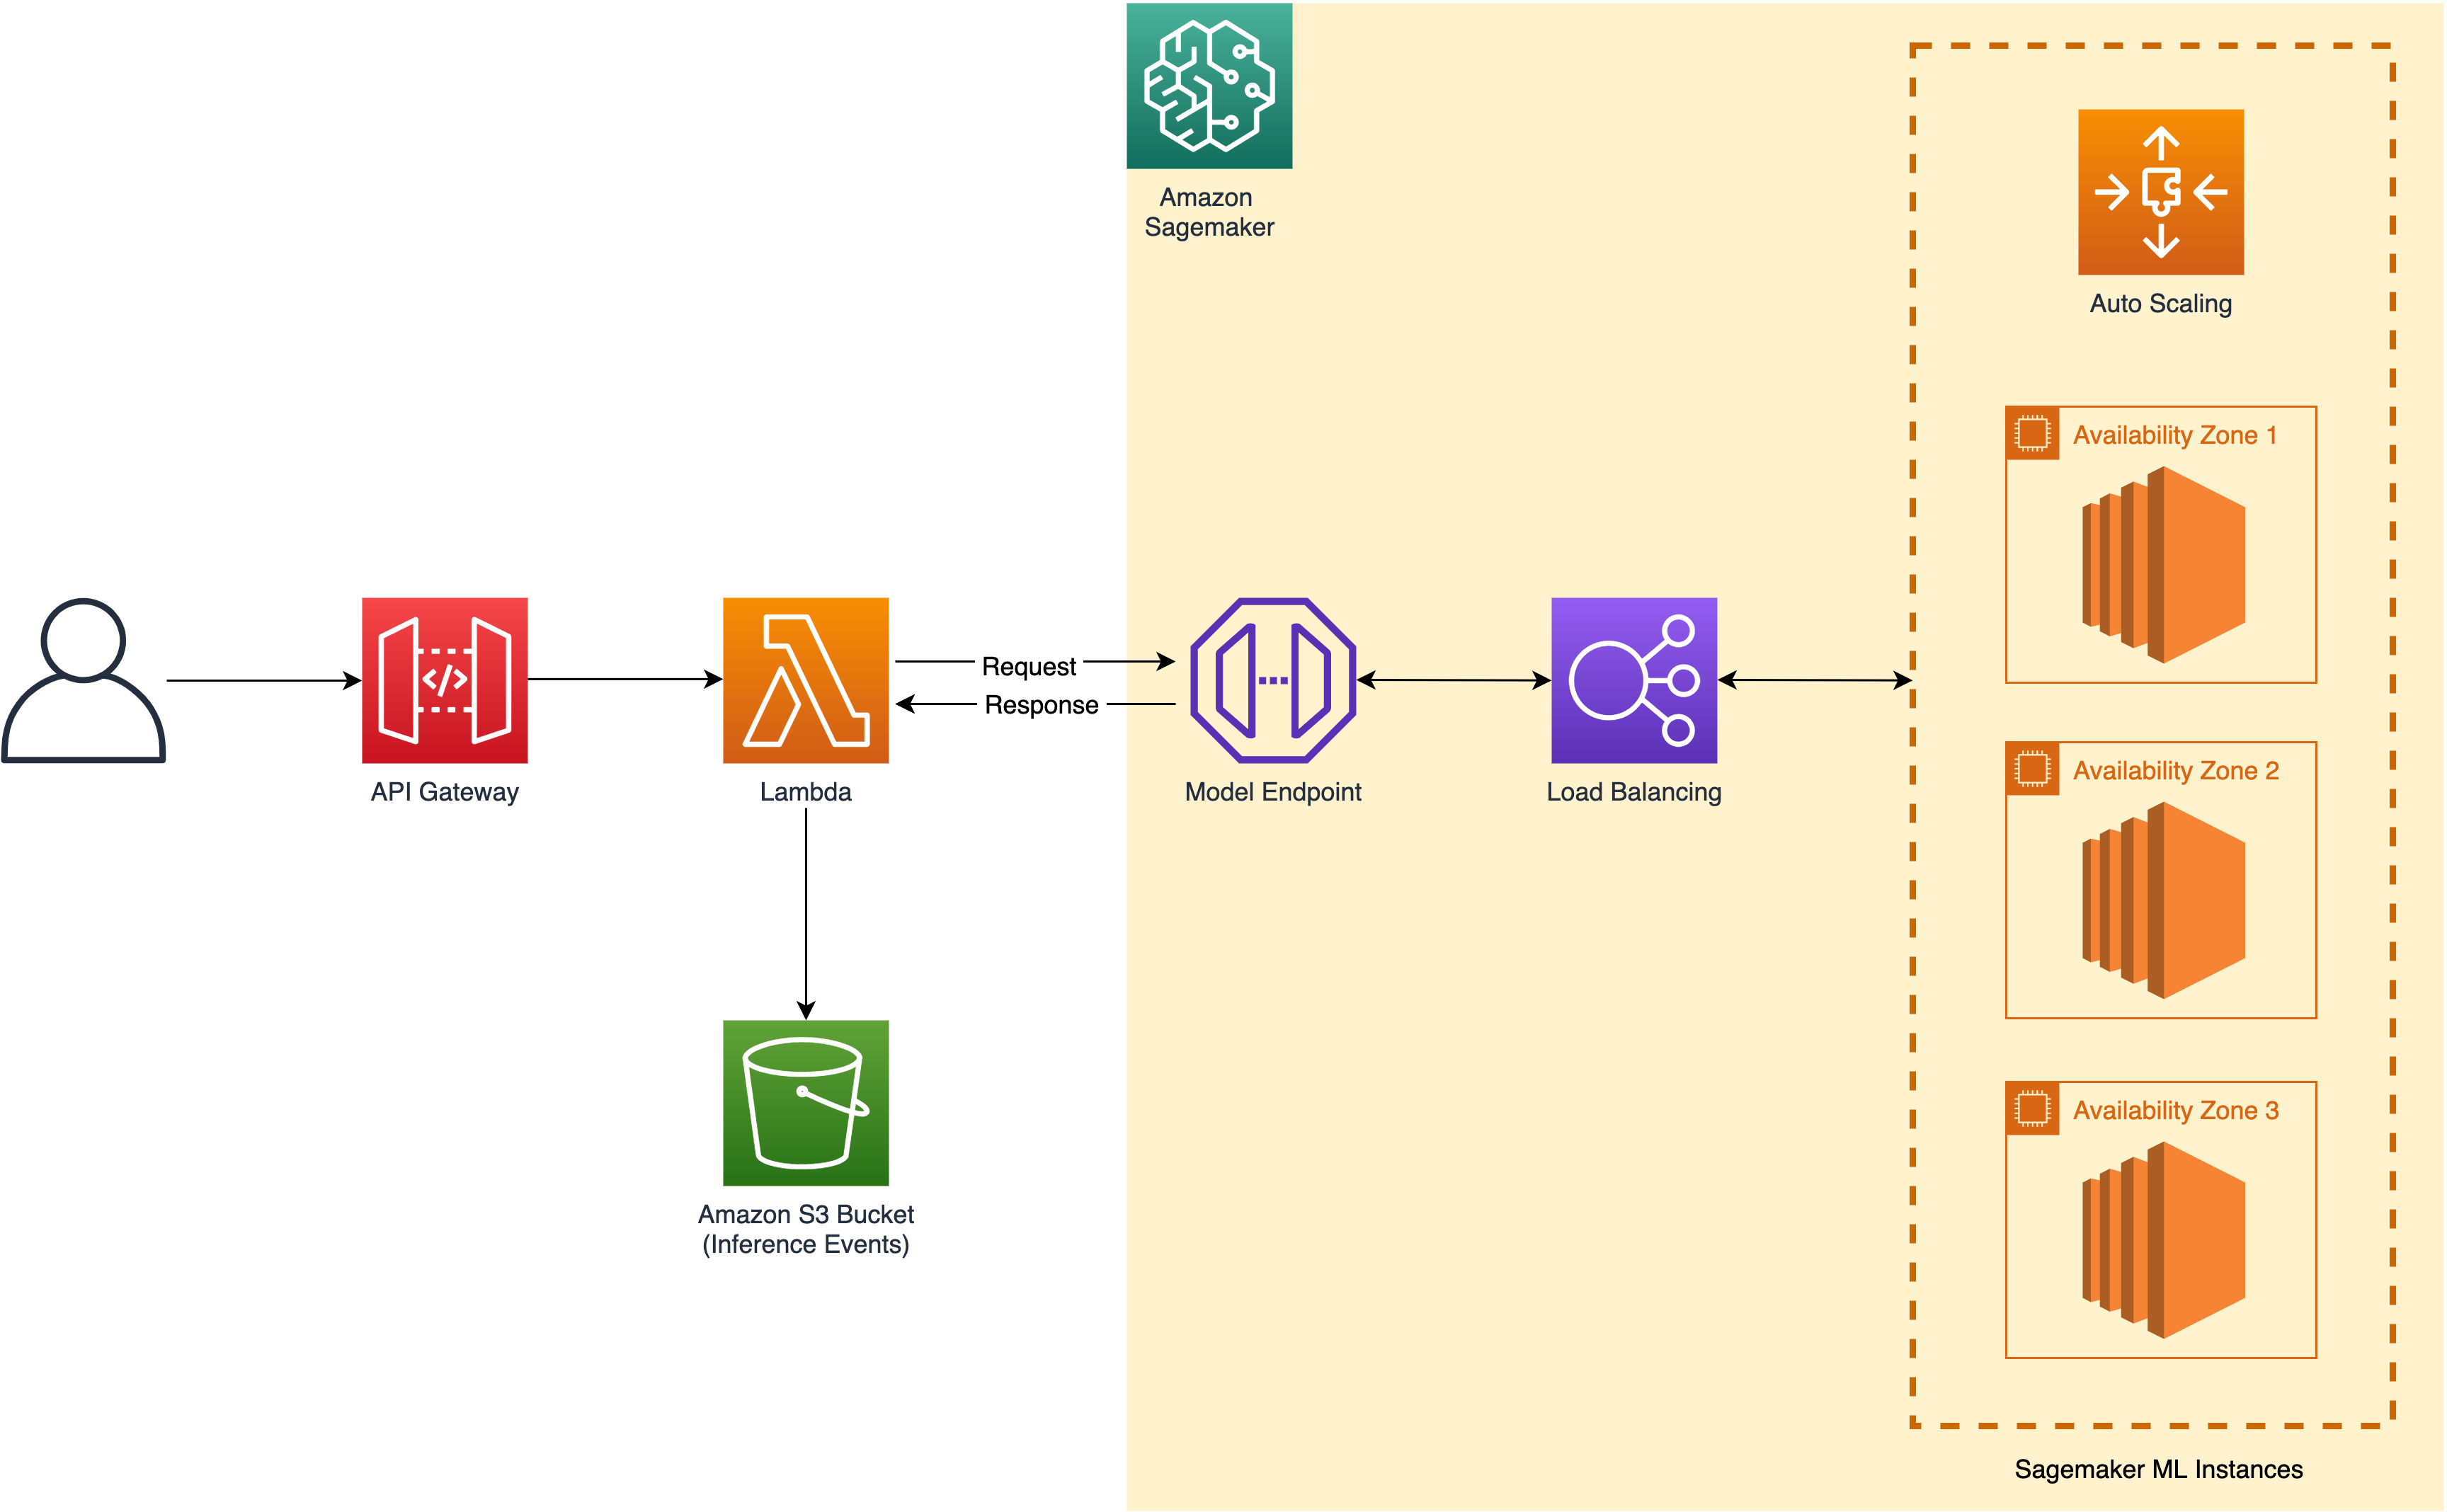 Amazon
Sagemaker
Auto Scaling
Availability Zone 1
Request
Response
API Gateway
Lambda
Model Endpoint
Load Balancing
Availability Zone 2
Availability Zone 3
Amazon S3 Bucket
(Inference Events)
Sagemaker ML Instances